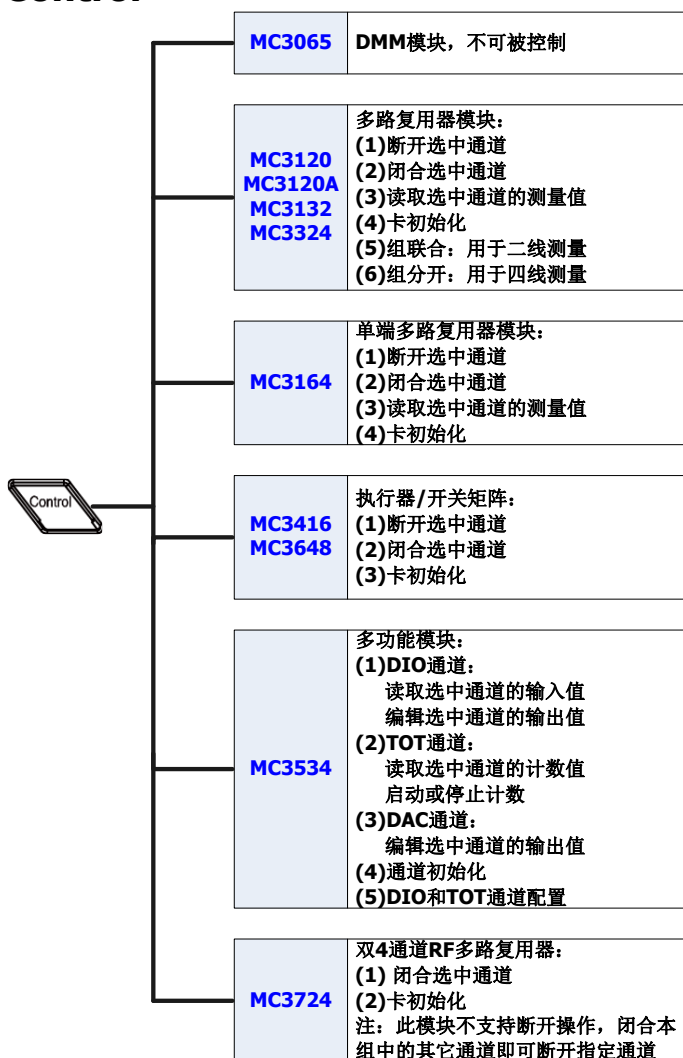 MC3065
DMM模块，不可被控制
MC3120
MC3120A
MC3132
MC3324
多路复用器模块：
(1)断开选中通道
(2)闭合选中通道
(3)读取选中通道的测量值
(4)卡初始化
(5)组联合：用于二线测量
(6)组分开：用于四线测量
MC3164
单端多路复用器模块：
(1)断开选中通道
(2)闭合选中通道
(3)读取选中通道的测量值
(4)卡初始化
Control
MC3416
MC3648
执行器/开关矩阵：
(1)断开选中通道
(2)闭合选中通道
(3)卡初始化
MC3534
多功能模块：
(1)DIO通道：
读取选中通道的输入值
编辑选中通道的输出值
(2)TOT通道：
读取选中通道的计数值
启动或停止计数
(3)DAC通道：
编辑选中通道的输出值
(4)通道初始化
(5)DIO和TOT通道配置
MC3724
双4通道RF多路复用器：
(1) 闭合选中通道
(2)卡初始化
注：此模块不支持断开操作，闭合本
组中的其它通道即可断开指定通道